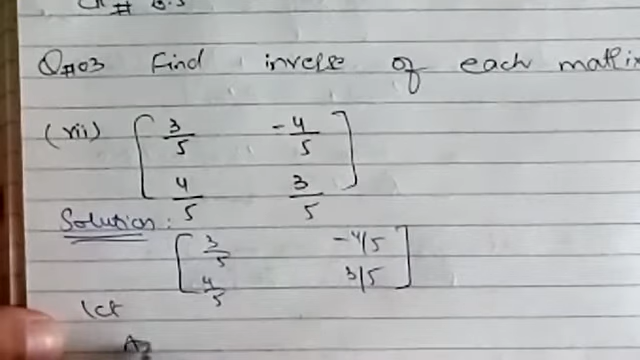 Q#03 Find inverse of each matrix
(vii) [ 3/5 -4/5
4/5 3/5 ]
Solution:
[ 3/5 -4/5
4/5 3/5 ]
let